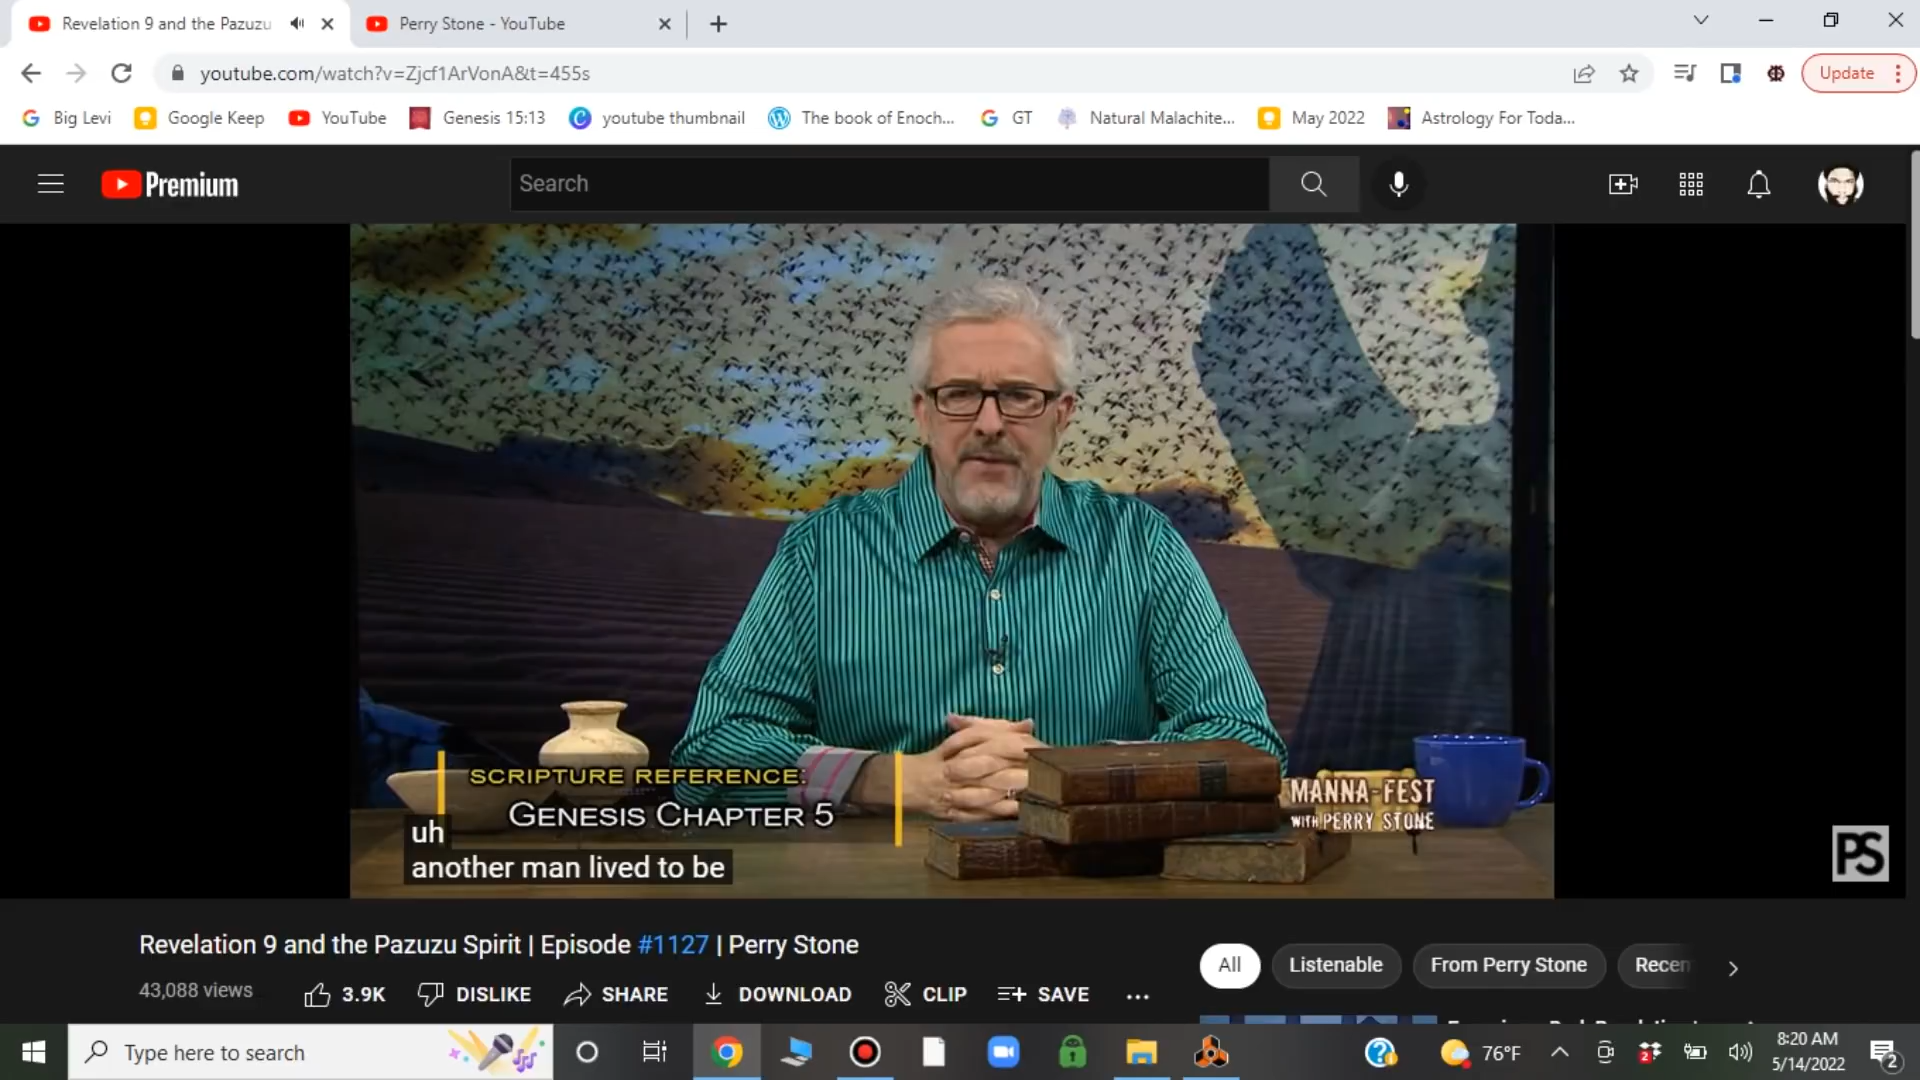 Revelation 9 and the Pazuzu
Perry Stone - YouTube
youtube.com/watch?v=Zjcf1ArVonA&t=455s
Update
Big Levi
Google Keep
YouTube
Genesis 15:13
youtube thumbnail
The book of Enoch...
GT
Natural Malachite...
May 2022
Astrology For Toda...
Premium
Search
SCRIPTURE REFERENCE:
GENESIS CHAPTER 5
uh
another man lived to be
MANNA-FEST
WITH PERRY STONE
PS
Revelation 9 and the Pazuzu Spirit | Episode #1127 | Perry Stone
43,088 views
3.9K
DISLIKE
SHARE
DOWNLOAD
CLIP
SAVE
All
Listenable
From Perry Stone
Recen
Type here to search
76°F
8:20 AM
5/14/2022
2